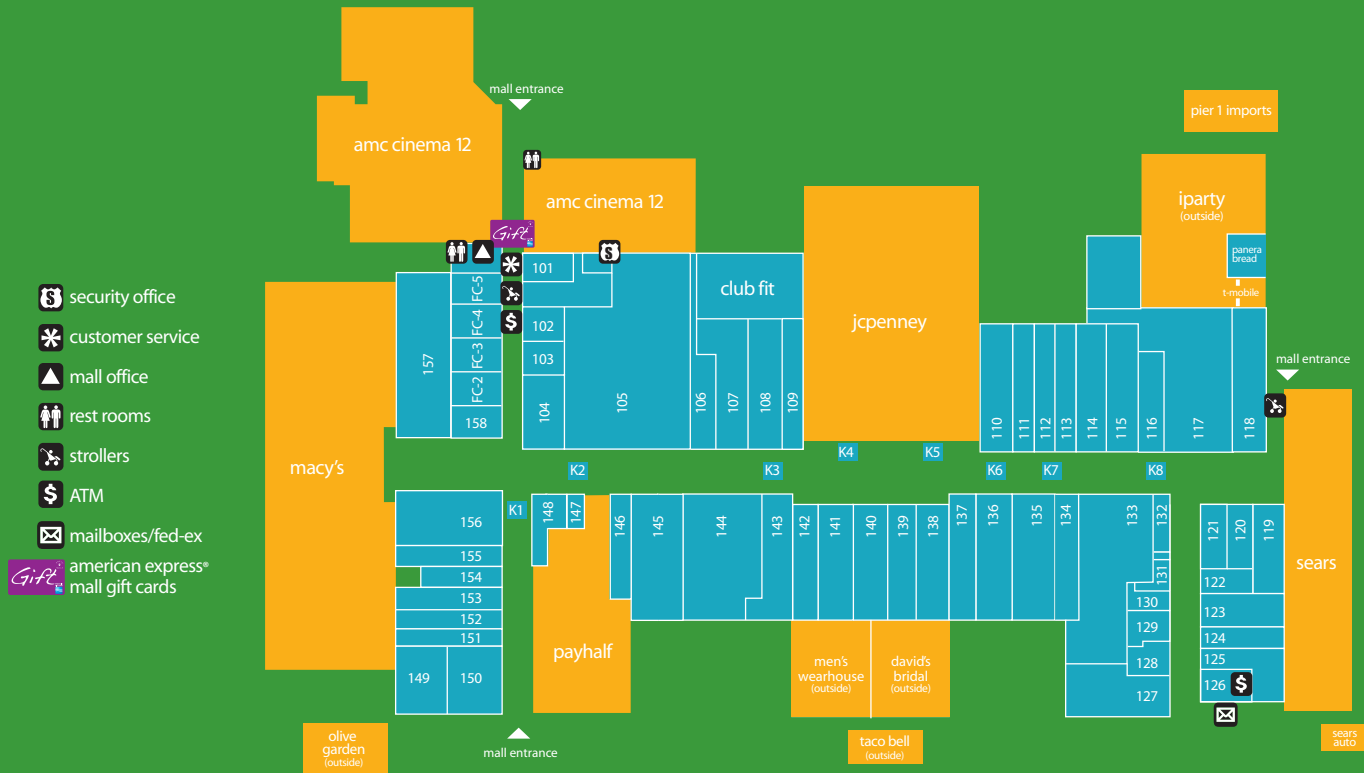 mall entrance
pier 1 imports
amc cinema 12
amc cinema 12
iparty
(outside)
panera
bread
t-mobile
Gift
101
FC-5
club fit
security office
customer service
mall office
rest rooms
strollers
ATM
mailboxes/fed-ex
Gift
american express®
mall gift cards
FC-4
102
jcpenney
157
FC-3
103
mall entrance
FC-2
158
104
105
106
107
108
109
110
111
112
113
114
115
116
117
118
macy's
K1
K2
K3
K4
K5
K6
K7
K8
156
155
154
153
152
151
149
150
148
147
146
145
144
143
142
141
140
139
138
137
136
135
134
133
132
131
130
129
128
127
121
120
119
122
123
124
125
126
sears
payhalf
men's
wearhouse
(outside)
david's
bridal
(outside)
olive
garden
(outside)
mall entrance
taco bell
(outside)
sears
auto